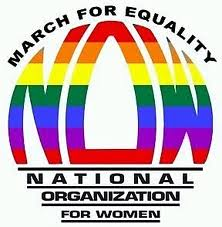 MARCH FOR EQUALITY
NOW
NATIONAL
ORGANIZATION
FOR WOMEN